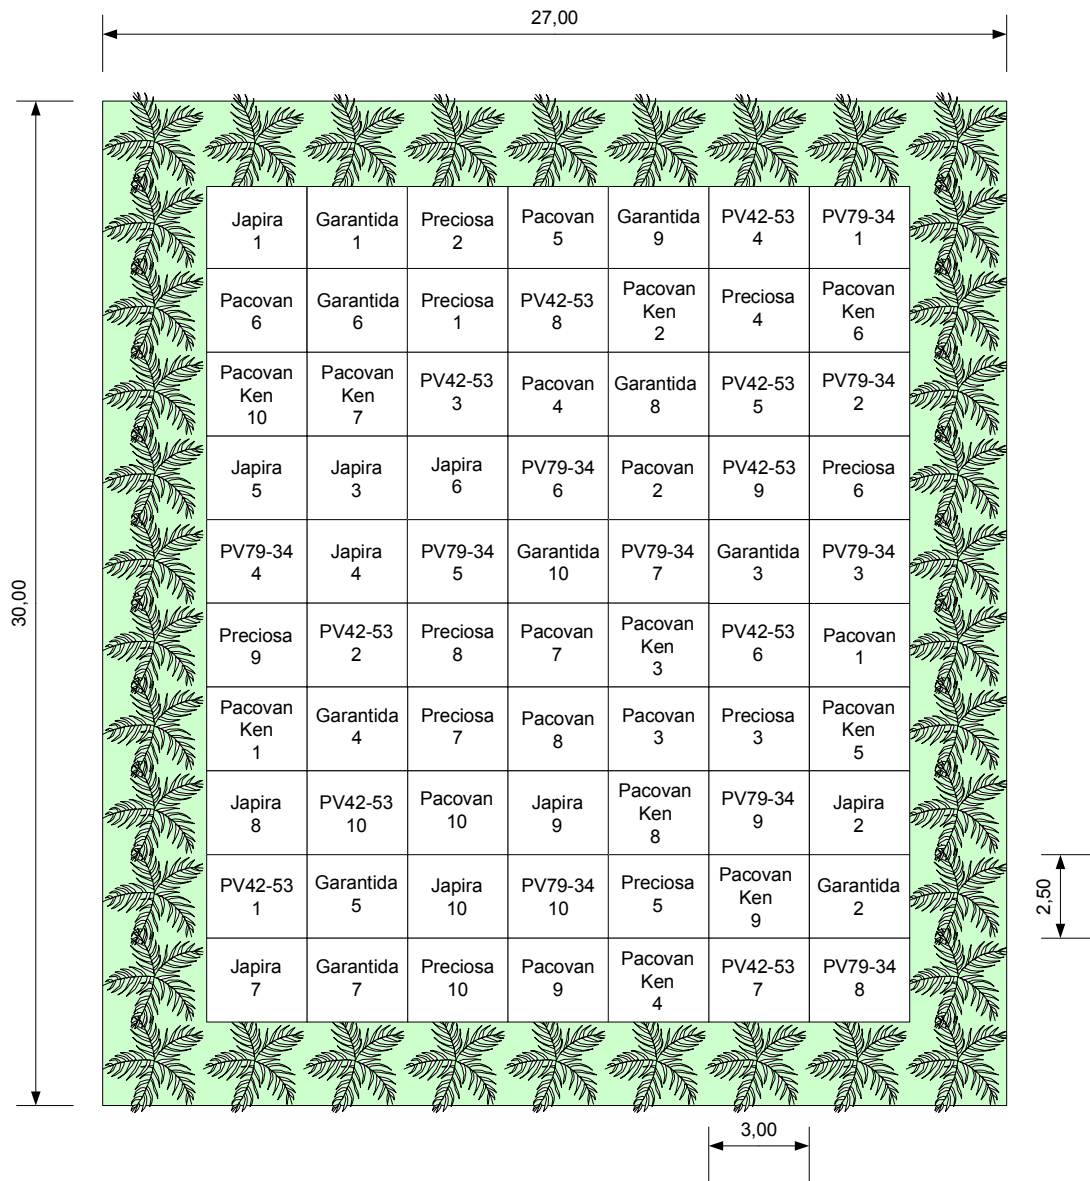 27,00
30,00
Japira
1
Garantida
1
Preciosa
2
Pacovan
5
Garantida
9
PV42-53
4
PV79-34
1
Pacovan
6
Garantida
6
Preciosa
1
PV42-53
8
Pacovan
Ken
2
Preciosa
4
Pacovan
Ken
6
Pacovan
Ken
10
Pacovan
Ken
7
PV42-53
3
Pacovan
4
Garantida
8
PV42-53
5
PV79-34
2
Japira
5
Japira
3
Japira
6
PV79-34
6
Pacovan
2
PV42-53
9
Preciosa
6
PV79-34
4
Japira
4
PV79-34
5
Garantida
10
PV79-34
7
Garantida
3
PV79-34
3
Preciosa
9
PV42-53
2
Preciosa
8
Pacovan
7
Pacovan
Ken
3
PV42-53
6
Pacovan
1
Pacovan
Ken
1
Garantida
4
Preciosa
7
Pacovan
8
Pacovan
3
Preciosa
3
Pacovan
Ken
5
Japira
8
PV42-53
10
Pacovan
10
Japira
9
Pacovan
Ken
8
PV79-34
9
Japira
2
PV42-53
1
Garantida
5
Japira
10
PV79-34
10
Preciosa
5
Pacovan
Ken
9
Garantida
2
2,50
Japira
7
Garantida
7
Preciosa
10
Pacovan
9
Pacovan
Ken
4
PV42-53
7
PV79-34
8
3,00